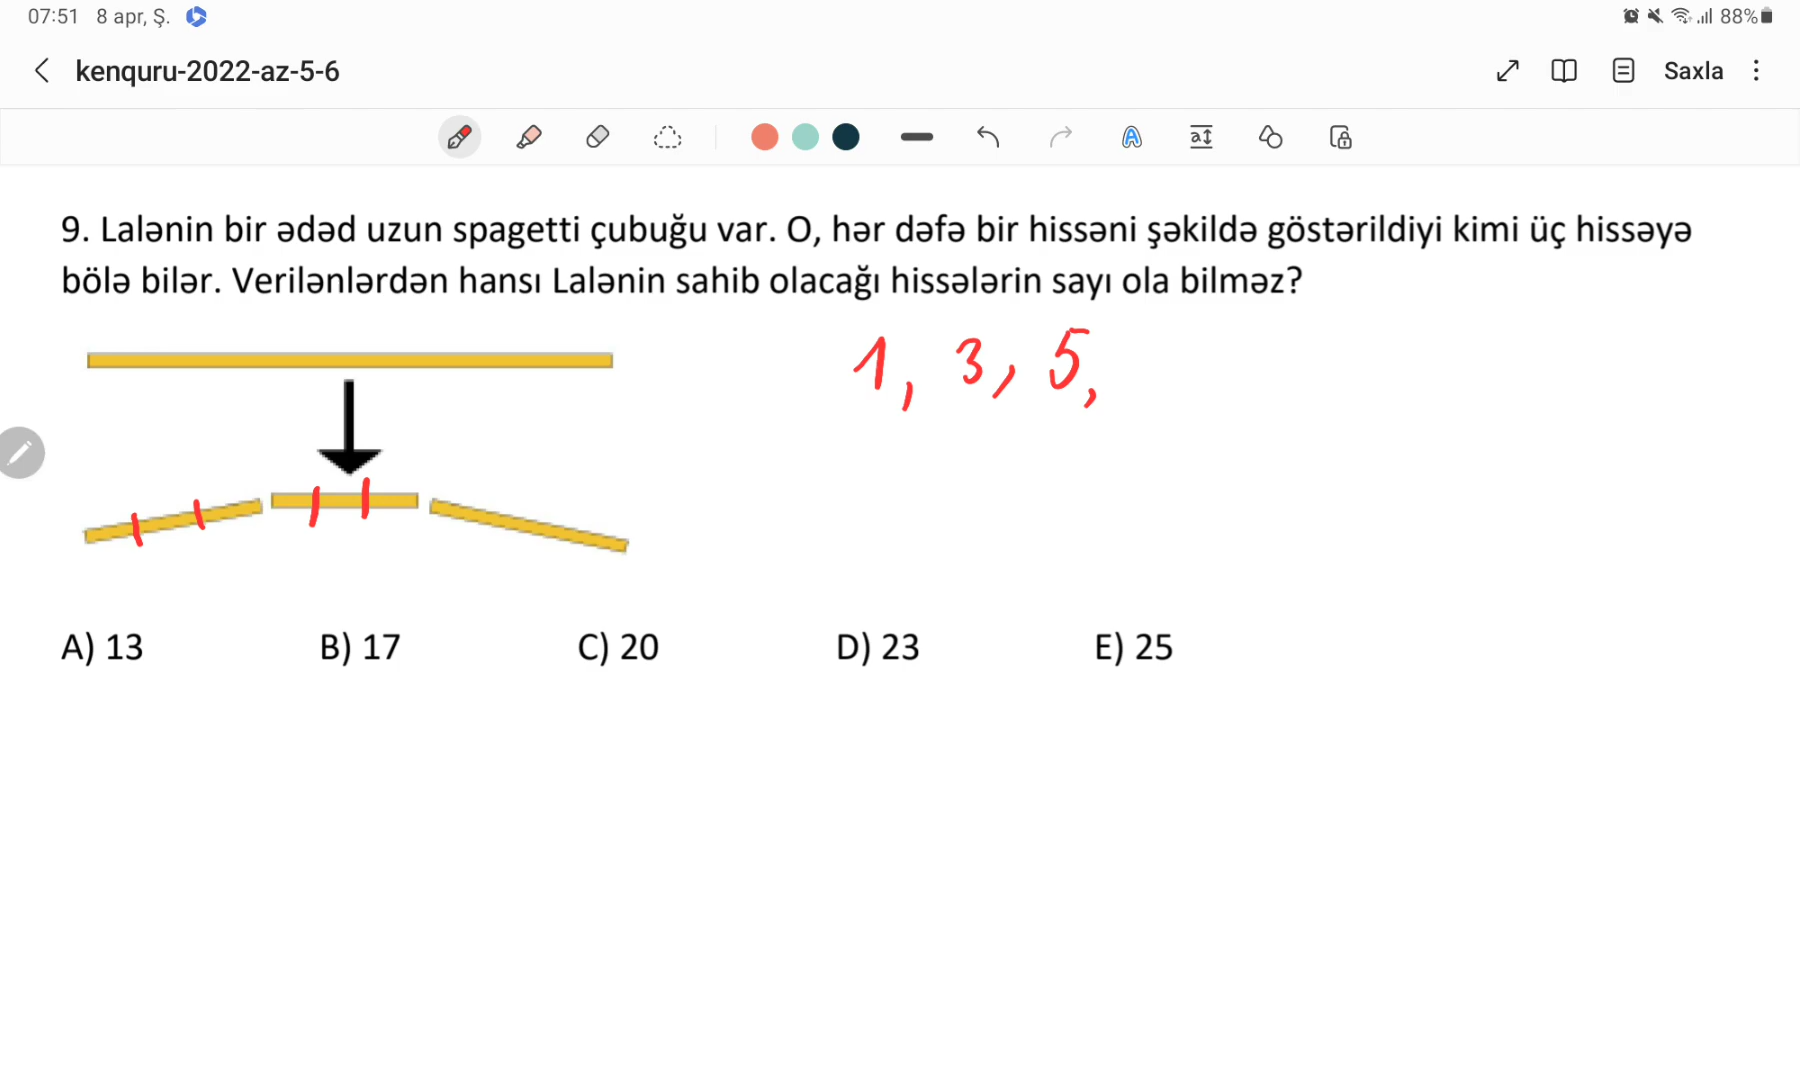 07:51 8 apr, Ş. 88%
kenquru-2022-az-5-6 Saxla
9. Lalənin bir ədəd uzun spagetti çubuğu var. O, hər dəfə bir hissəni şəkildə göstərildiyi kimi üç hissəyə
bölə bilər. Verilənlərdən hansı Lalənin sahib olacağı hissələrin sayı ola bilməz?
1, 3, 5,
A) 13 B) 17 C) 20 D) 23 E) 25